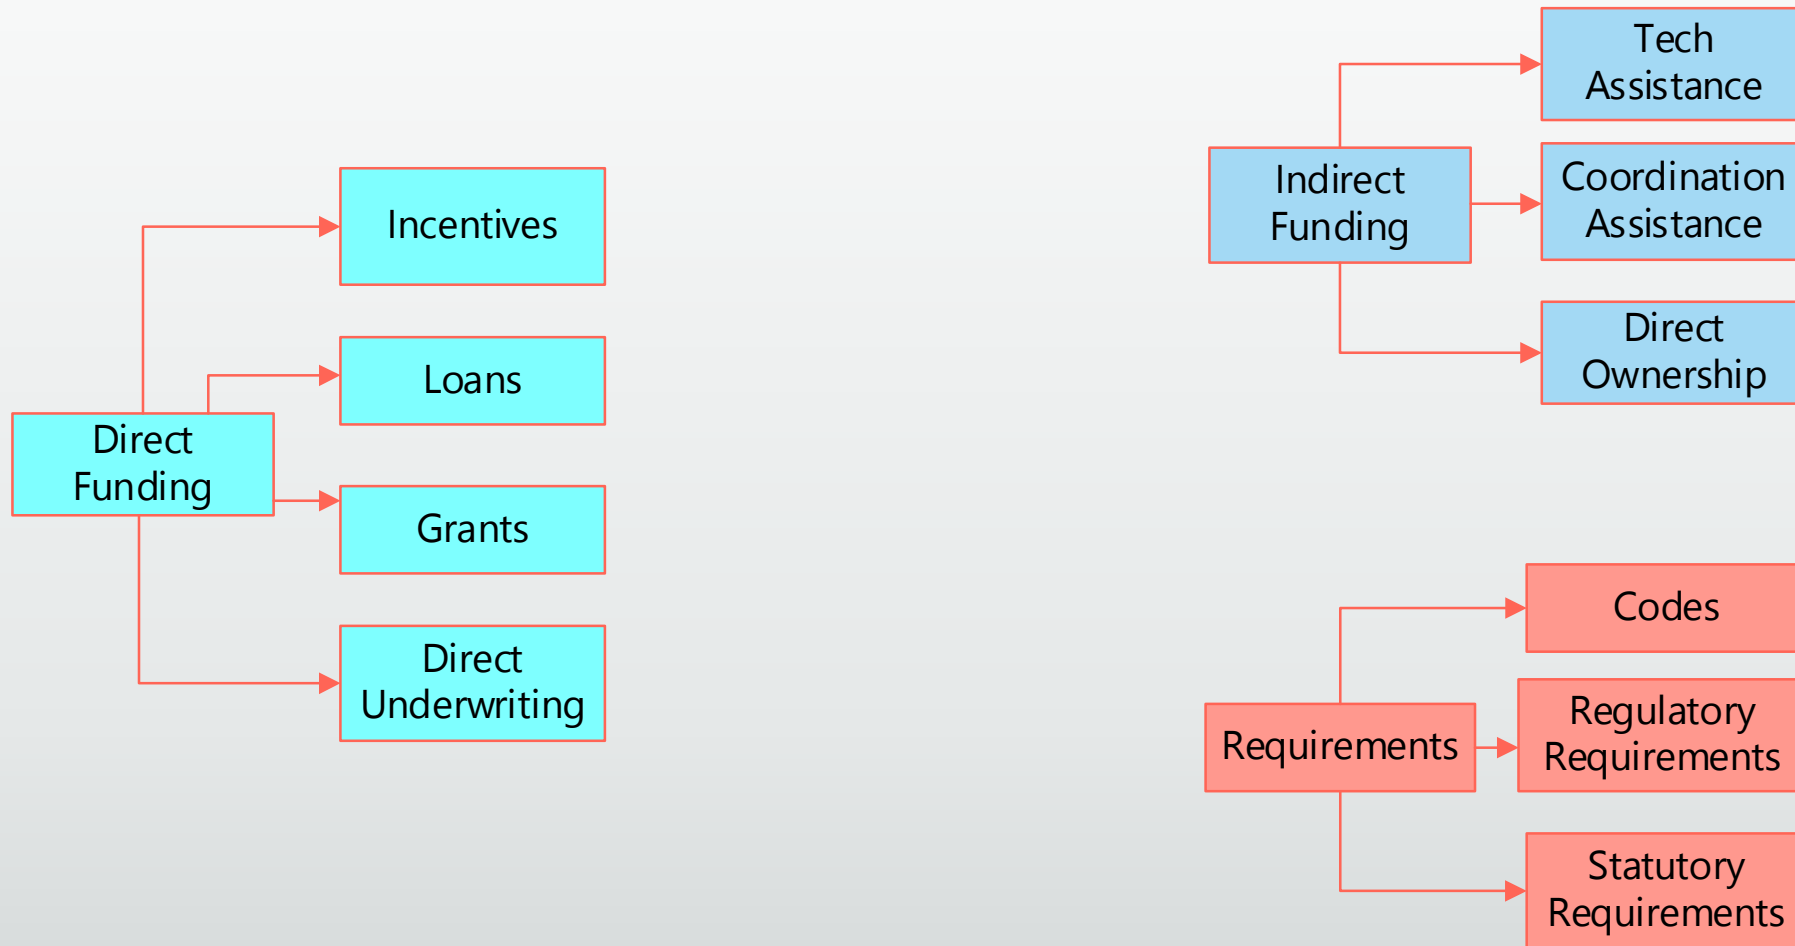 Direct
Funding
Incentives
Loans
Grants
Direct
Underwriting
Indirect
Funding
Tech
Assistance
Coordination
Assistance
Direct
Ownership
Requirements
Codes
Regulatory
Requirements
Statutory
Requirements